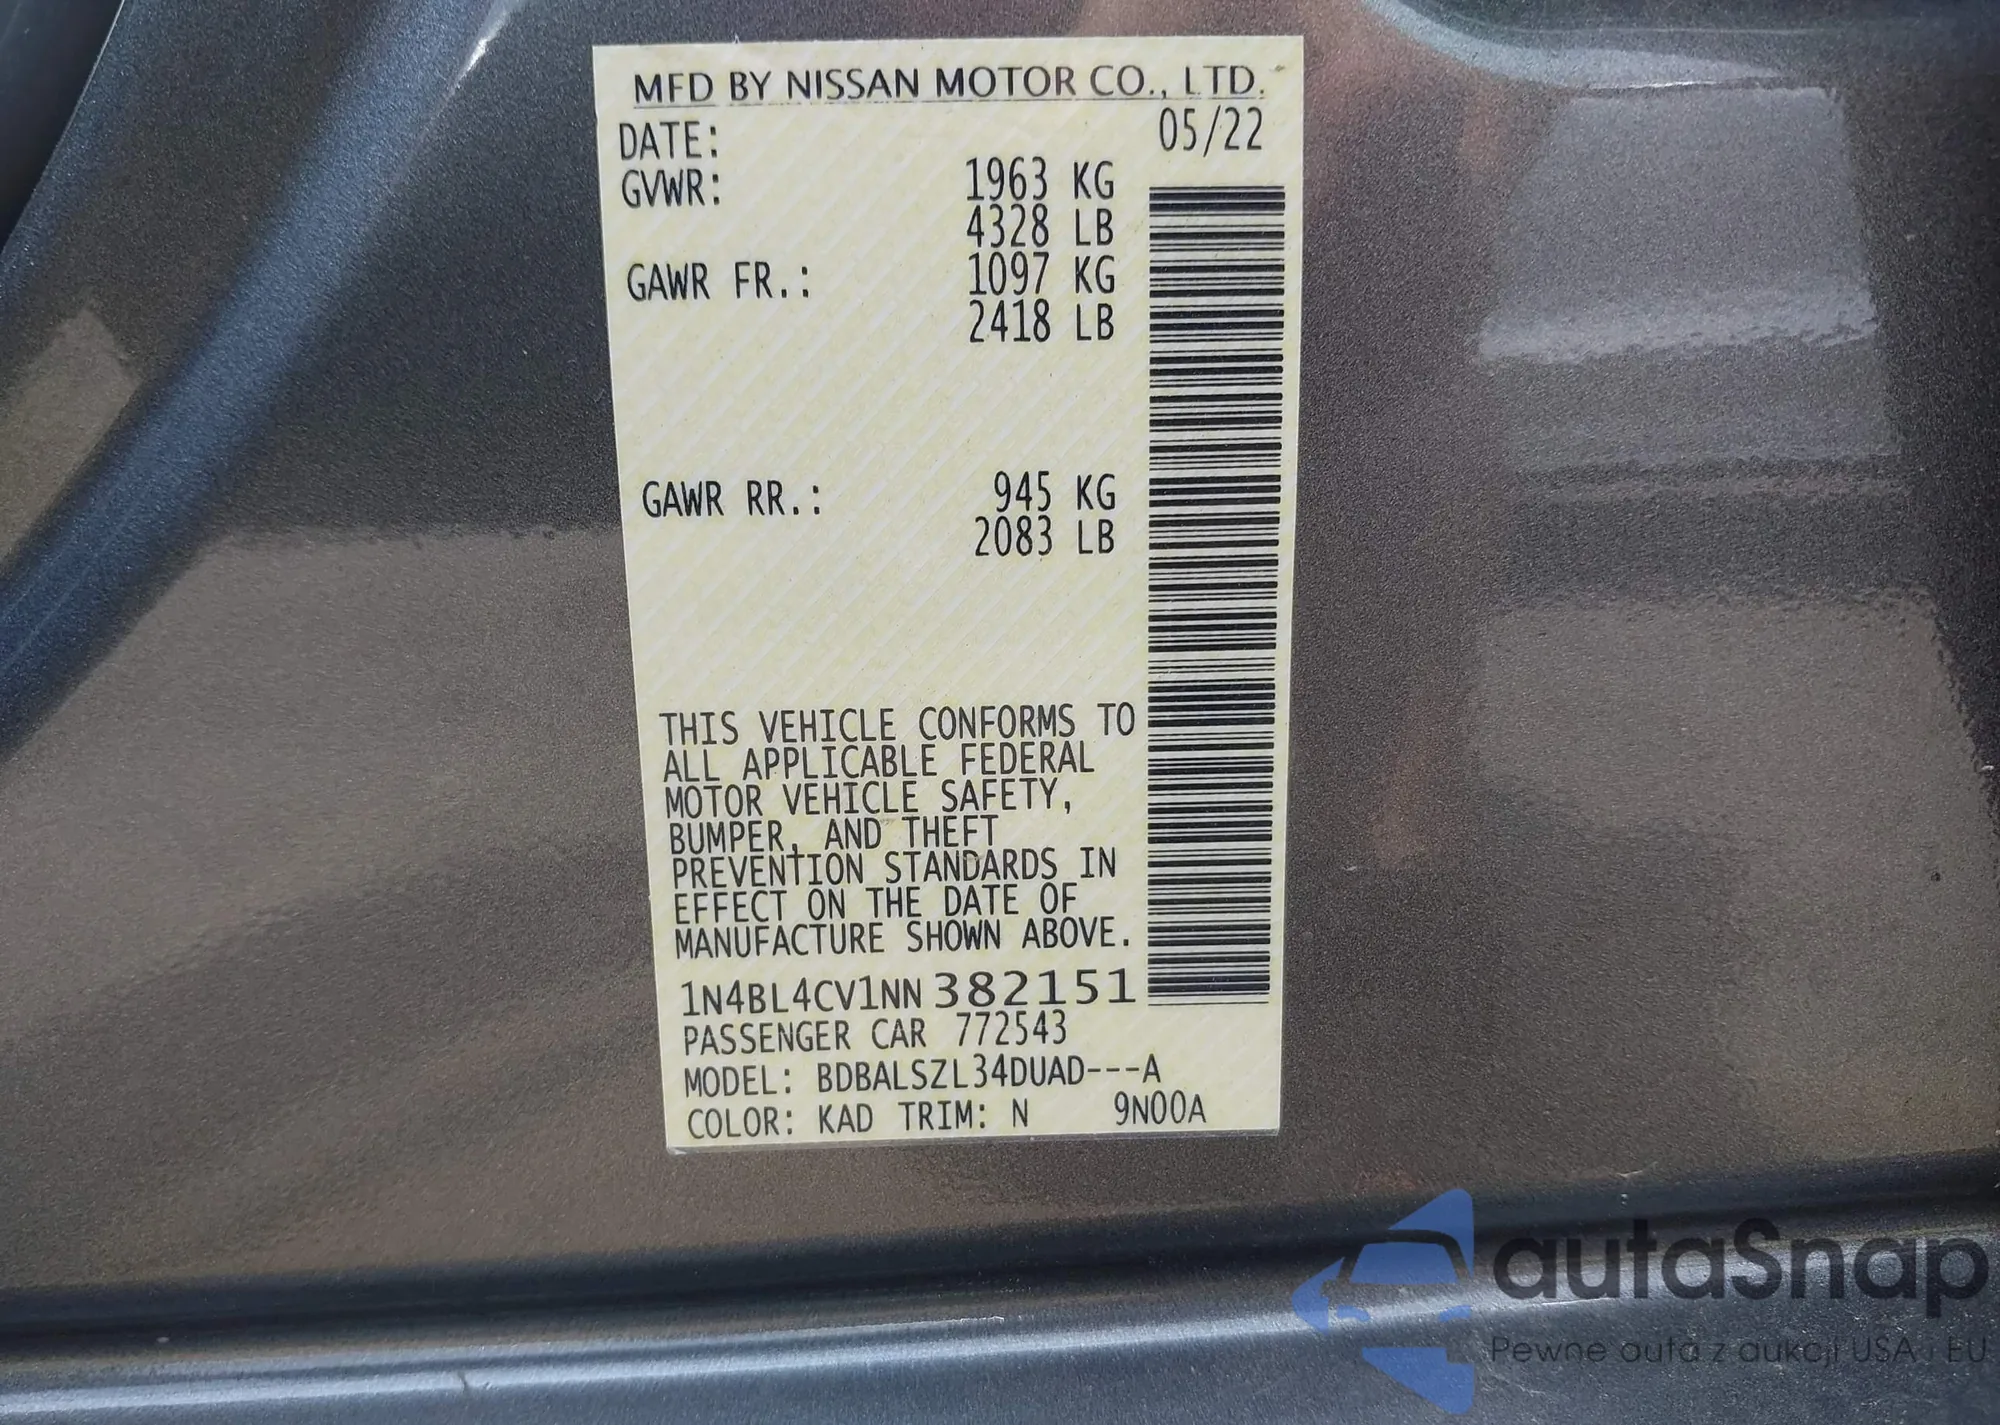 MFD BY NISSAN MOTOR CO., LTD.
DATE: 05/22
GVWR: 1963 KG
4328 LB
GAWR FR.: 1097 KG
2418 LB
GAWR RR.: 945 KG
2083 LB
THIS VEHICLE CONFORMS TO
ALL APPLICABLE FEDERAL
MOTOR VEHICLE SAFETY,
BUMPER, AND THEFT
PREVENTION STANDARDS IN
EFFECT ON THE DATE OF
MANUFACTURE SHOWN ABOVE.
1N4BL4CV1NN382151
PASSENGER CAR 772543
MODEL: BDBALSZL34DUAD---A
COLOR: KAD TRIM: N 9N00A
autaSnap
Pewne auta z aukcji USA i EU